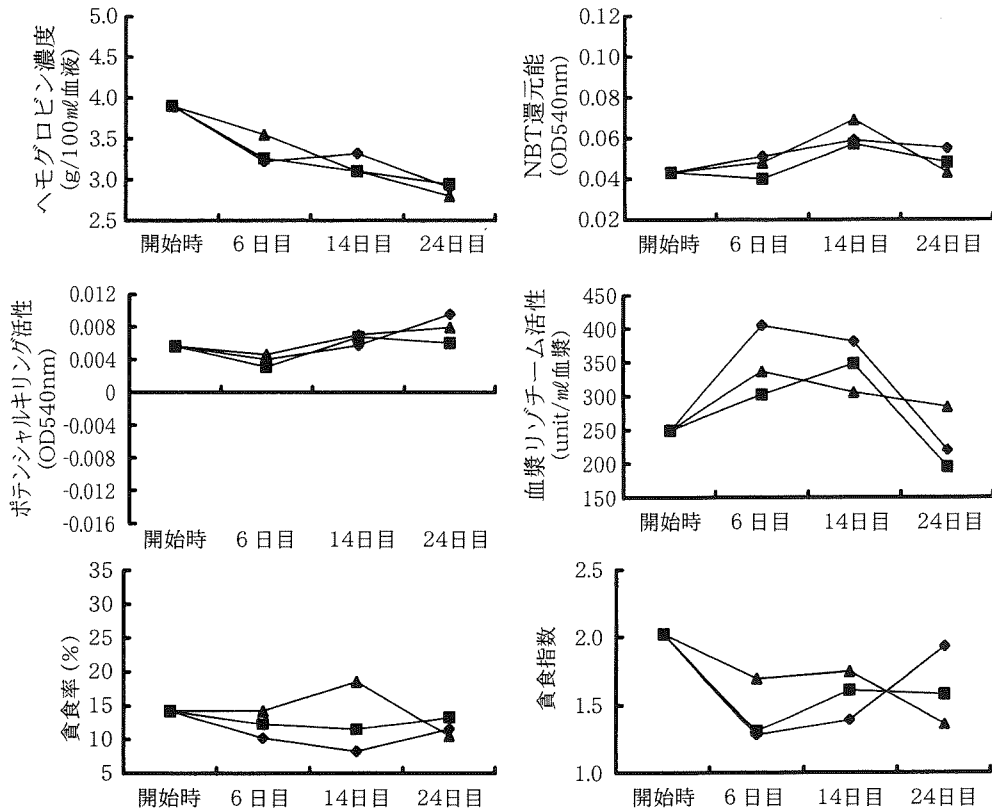 ヘモグロビン濃度
(g/100㎖血液)
5.0
4.5
4.0
3.5
3.0
2.5
開始時 6日目 14日目 24日目
NBT還元能
(OD540nm)
0.12
0.10
0.08
0.06
0.04
0.02
開始時 6日目 14日目 24日目
ポテンシャルキリング活性
(OD540nm)
0.012
0.008
0.004
0
-0.004
-0.008
-0.012
-0.016
開始時 6日目 14日目 24日目
血漿リゾチーム活性
(unit/㎖血漿)
450
400
350
300
250
200
150
開始時 6日目 14日目 24日目
貪食率(%)
35
30
25
20
15
10
5
開始時 6日目 14日目 24日目
貪食指数
2.5
2.0
1.5
1.0
開始時 6日目 14日目 24日目